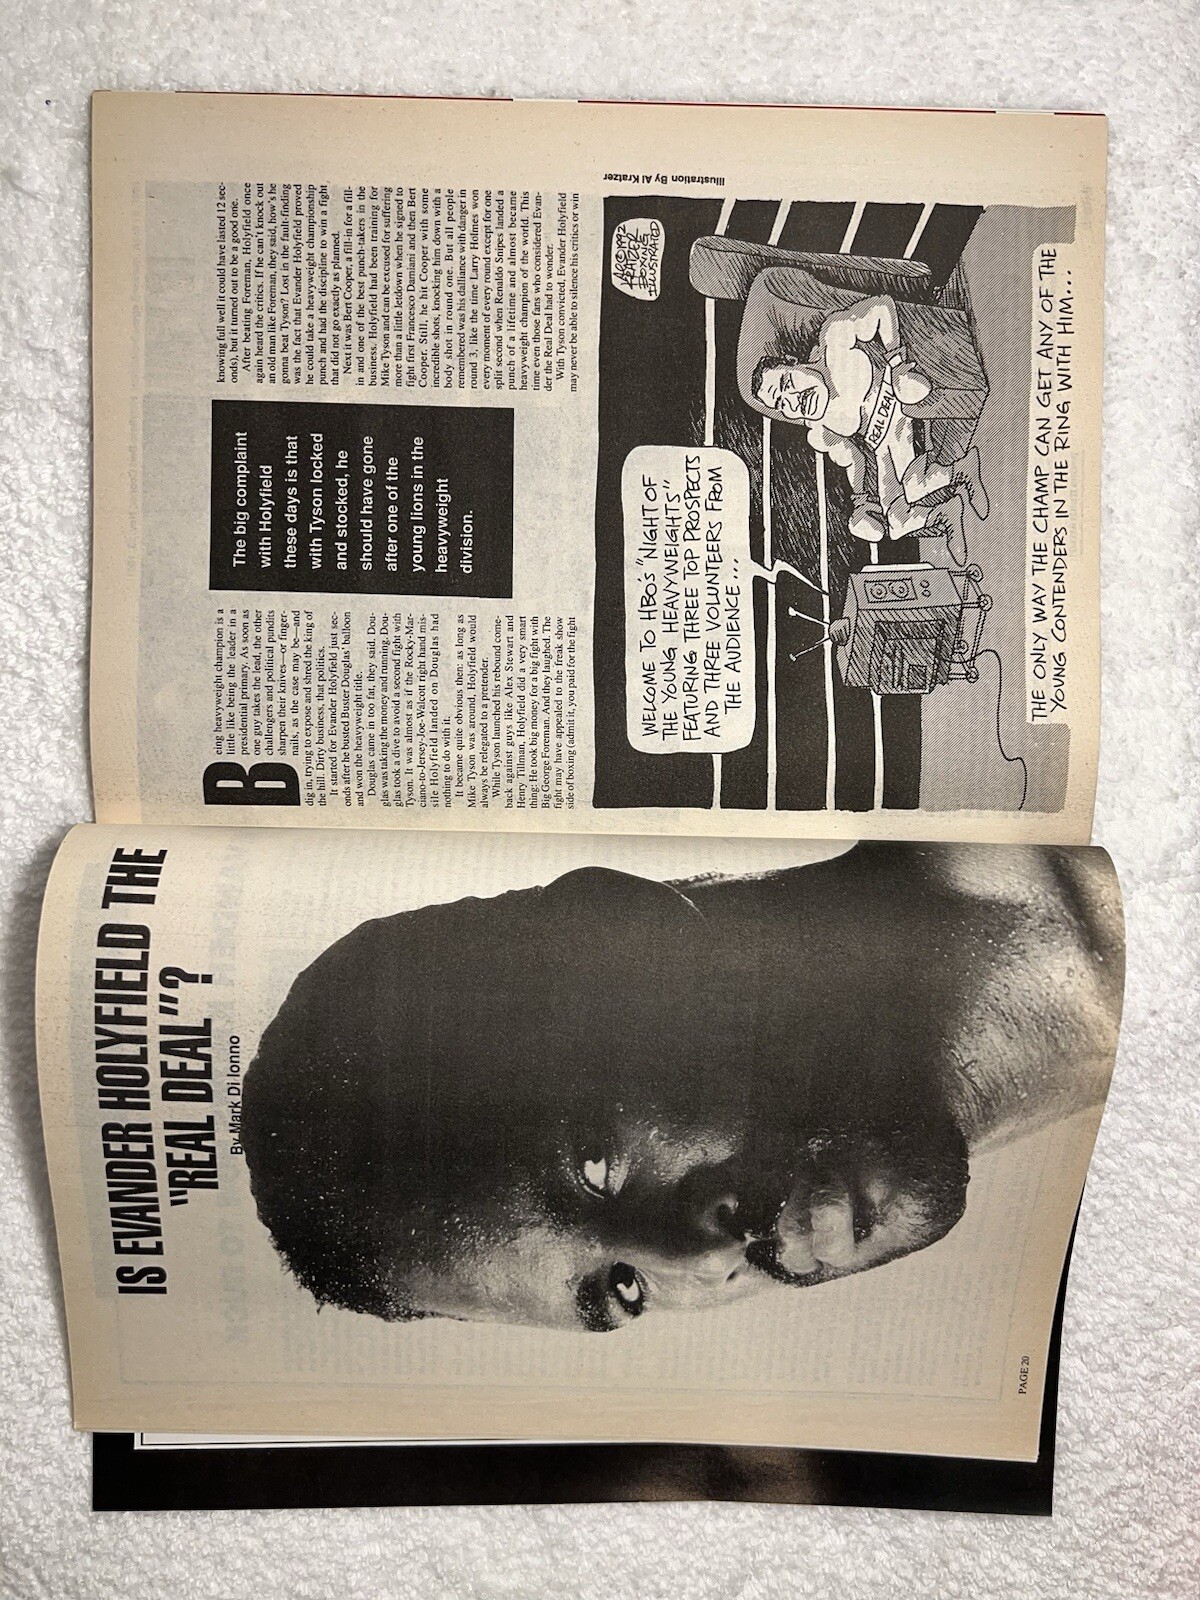 IS EVANDER HOLYFIELD THE
"REAL DEAL"?
By Mark Di Ionno
PAGE 20
Being heavyweight champion is a
little like being the leader in a
presidential primary. As soon as
one guy takes the lead, the other
challengers and political pundits
sharpen their knives—or finger-
nails, as the case may be—and
dig in, trying to expose and shred the king of
the hill. Dirty business, that politics.
It started for Evander Holyfield just sec-
onds after he busted Buster Douglas' balloon
and won the heavyweight title.
Douglas came in too fat, they said. Dou-
glas was taking the money and running. Dou-
glas took a dive to avoid a second fight with
Tyson. It was almost as if the Rocky-Mar-
ciano-to-Jersey-Joe-Walcott right hand mis-
sile Holyfield landed on Douglas had
nothing to do with it.
It became quite obvious then: as long as
Mike Tyson was around, Holyfield would
always be relegated to a pretender.
While Tyson launched his rebound come-
back against guys like Alex Stewart and
Henry Tillman, Holyfield did a very smart
thing: He took big money for a big fight with
Big George Foreman. And they laughed. The
fight may have appealed to the freak show
side of boxing (admit it, you paid for the fight
The big complaint
with Holyfield
these days is that
with Tyson locked
and stocked, he
should have gone
after one of the
young lions in the
heavyweight
division.
knowing full well it could have lasted 12 sec-
onds), but it turned out to be a good one.
After beating Foreman, Holyfield once
again heard the critics. If he can't knock out
an old man like Foreman, they said, how's he
gonna beat Tyson? Lost in the fault-finding
was the fact that Evander Holyfield proved
he could take a heavyweight championship
punch and had the discipline to win a fight
that did not go exactly as planned.
Next it was Bert Cooper, a fill-in for a fill-
in and one of the best punch-takers in the
business. Holyfield had been training for
Mike Tyson and can be excused for suffering
more than a little letdown when he signed to
fight first Francesco Damiani and then Bert
Cooper. Still, he hit Cooper with some
incredible shots, knocking him down with a
body shot in round one. But all people
remembered was his dalliance with danger in
round 3, like the time Larry Holmes won
every moment of every round except for one
split second when Renaldo Snipes landed a
punch of a lifetime and almost became
heavyweight champion of the world. This
time even those fans who considered Evan-
der the Real Deal had to wonder.
With Tyson convicted, Evander Holyfield
may never be able to silence his critics or win
WELCOME TO HBO'S "NIGHT OF
THE YOUNG HEAVYWEIGHTS"
FEATURING THREE TOP PROSPECTS
AND THREE VOLUNTEERS FROM
THE AUDIENCE...
REAL DEAL
©1992
KRATZER
BOXING
ILLUSTRATED
Illustration By Al Kratzer
THE ONLY WAY THE CHAMP CAN GET ANY OF THE
YOUNG CONTENDERS IN THE RING WITH HIM...